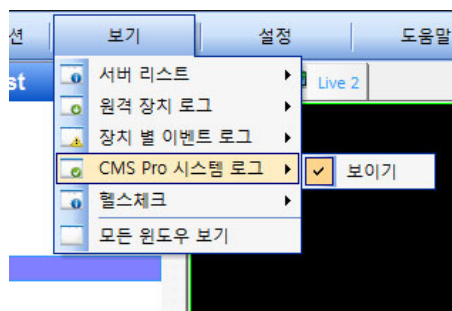 션 보기 설정 도움말
st Live 2
서버 리스트
원격 장치 로그
장치 별 이벤트 로그
CMS Pro 시스템 로그 보이기
헬스체크
모든 윈도우 보기